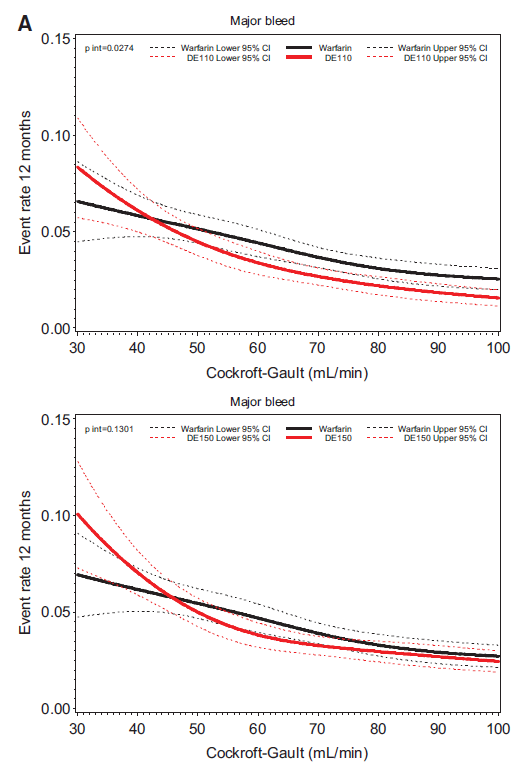 A
Major bleed
p int=0.0274 Warfarin Lower 95% CI Warfarin Warfarin Upper 95% CI
DE110 Lower 95% CI DE110 DE110 Upper 95% CI
0.15
0.10
0.05
0.00
Event rate 12 months
30 40 50 60 70 80 90 100
Cockroft-Gault (mL/min)
Major bleed
p int=0.1301 Warfarin Lower 95% CI Warfarin Warfarin Upper 95% CI
DE150 Lower 95% CI DE150 DE150 Upper 95% CI
0.15
0.10
0.05
0.00
Event rate 12 months
30 40 50 60 70 80 90 100
Cockroft-Gault (mL/min)